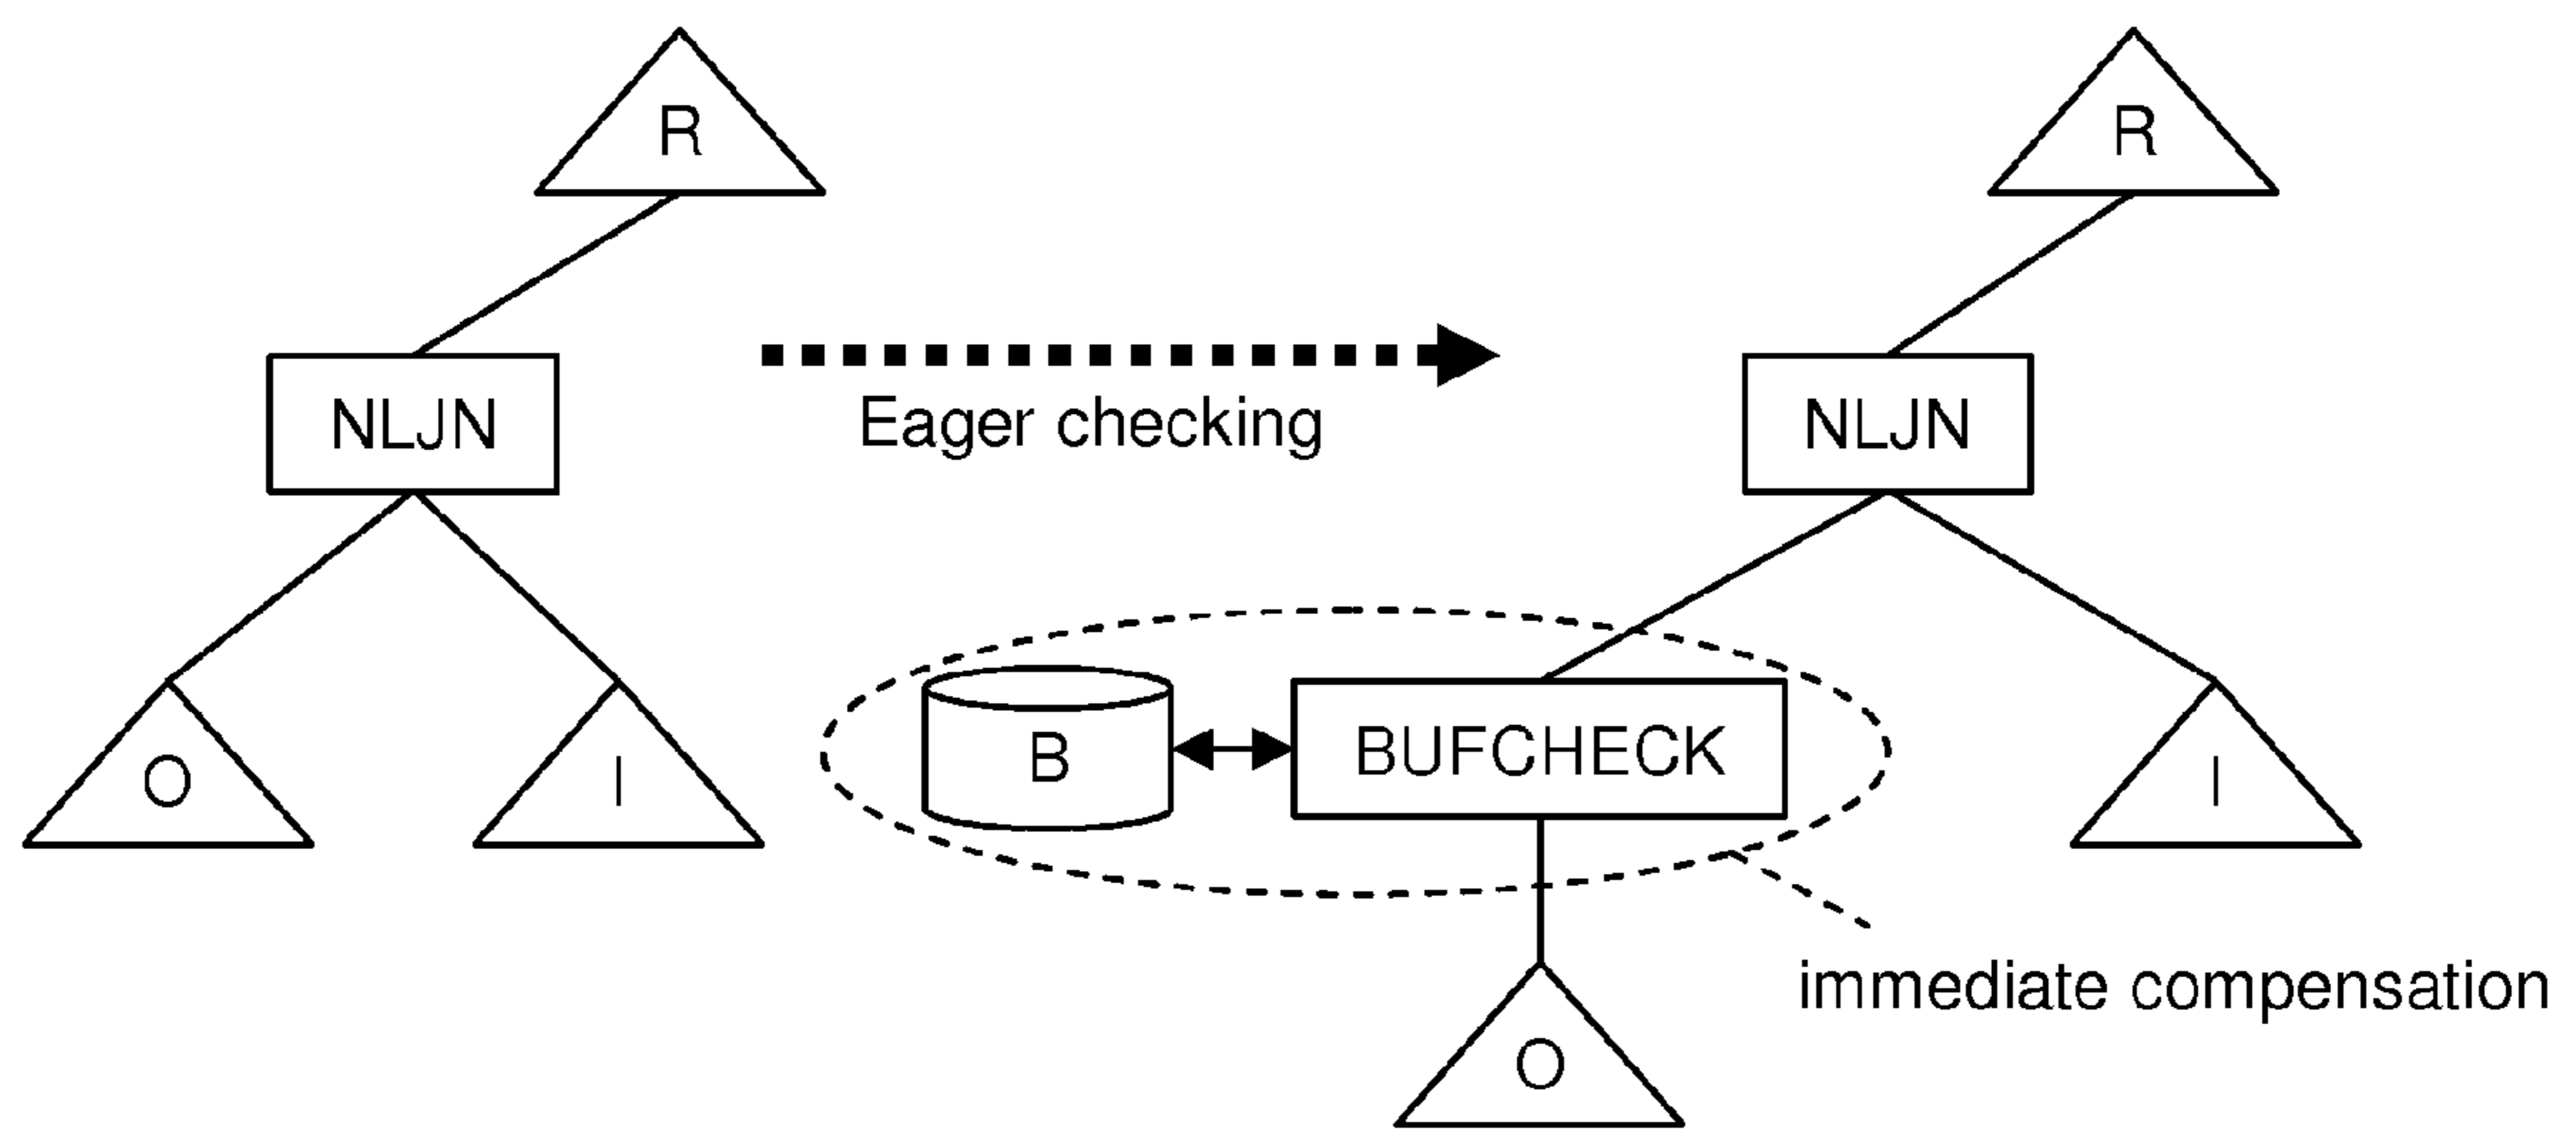 R
R
NLJN
Eager checking
NLJN
O
I
B
BUFCHECK
I
immediate compensation
O